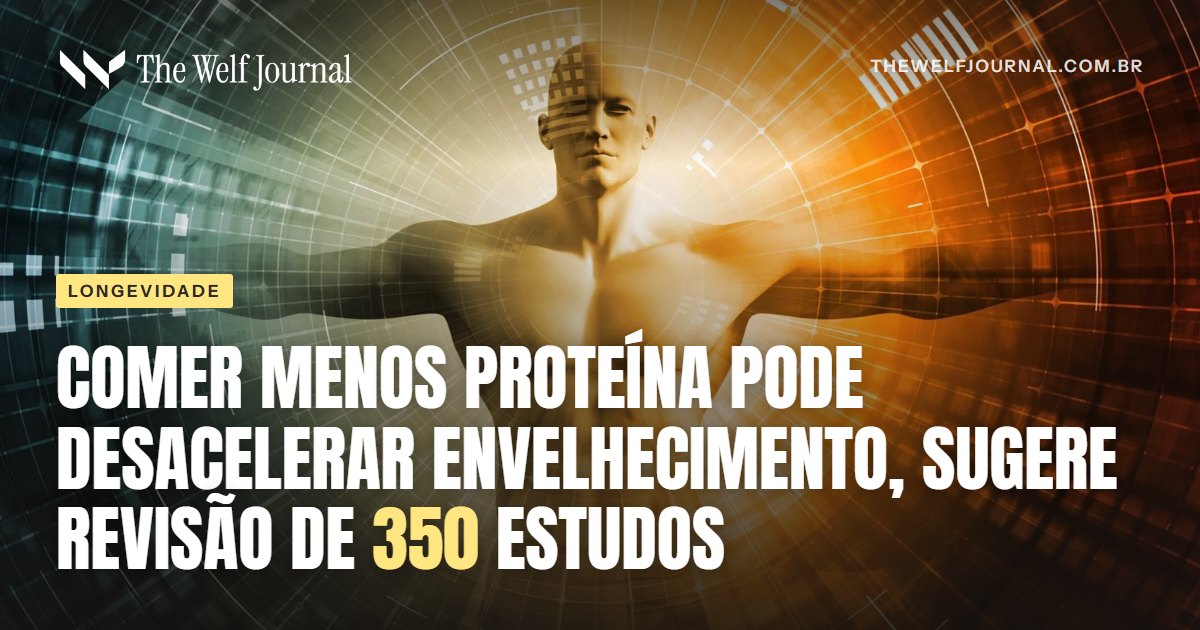 The Welf Journal
THEWELFJOURNAL.COM.BR
LONGEVIDADE
COMER MENOS PROTEÍNA PODE
DESACELERAR ENVELHECIMENTO, SUGERE
REVISÃO DE 350 ESTUDOS